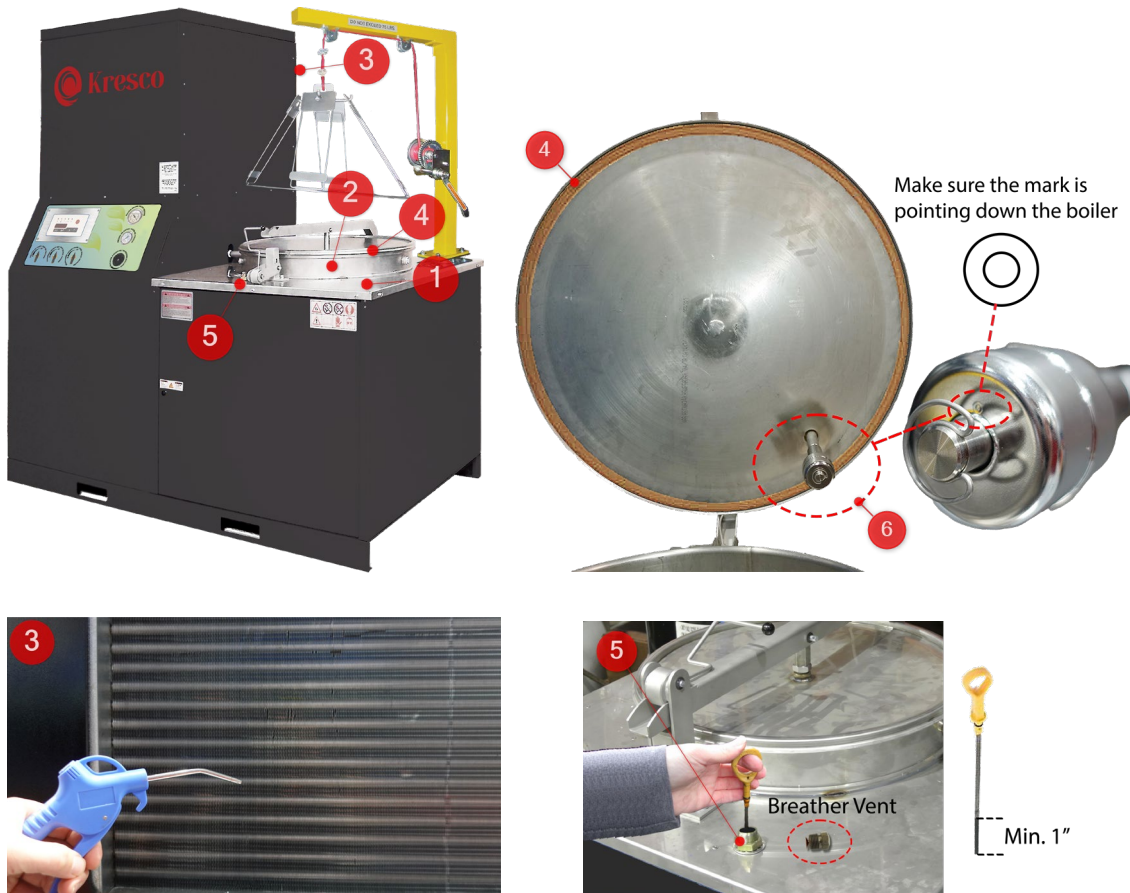 Kresco
3
2
4
1
5
4
Make sure the mark is
pointing down the boiler
6
3
5
Breather Vent
Min. 1”